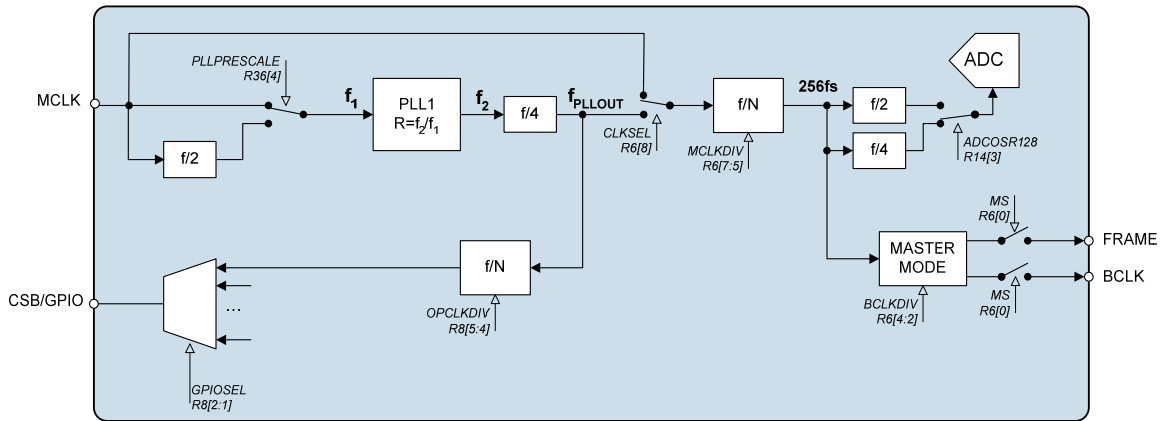 PLLPRESCALE
R36[4]
MCLK
f/2
f1
PLL1
R=f2/f1
f2
f/4
fPLLOUT
CLKSEL
R6[8]
f/N
MCLKDIV
R6[7:5]
256fs
f/2
f/4
ADC
ADCOSR128
R14[3]
MASTER
MODE
BCLKDIV
R6[4:2]
MS
R6[0]
FRAME
BCLK
MS
R6[0]
f/N
OPCLKDIV
R8[5:4]
CSB/GPIO
...
GPIOSEL
R8[2:1]